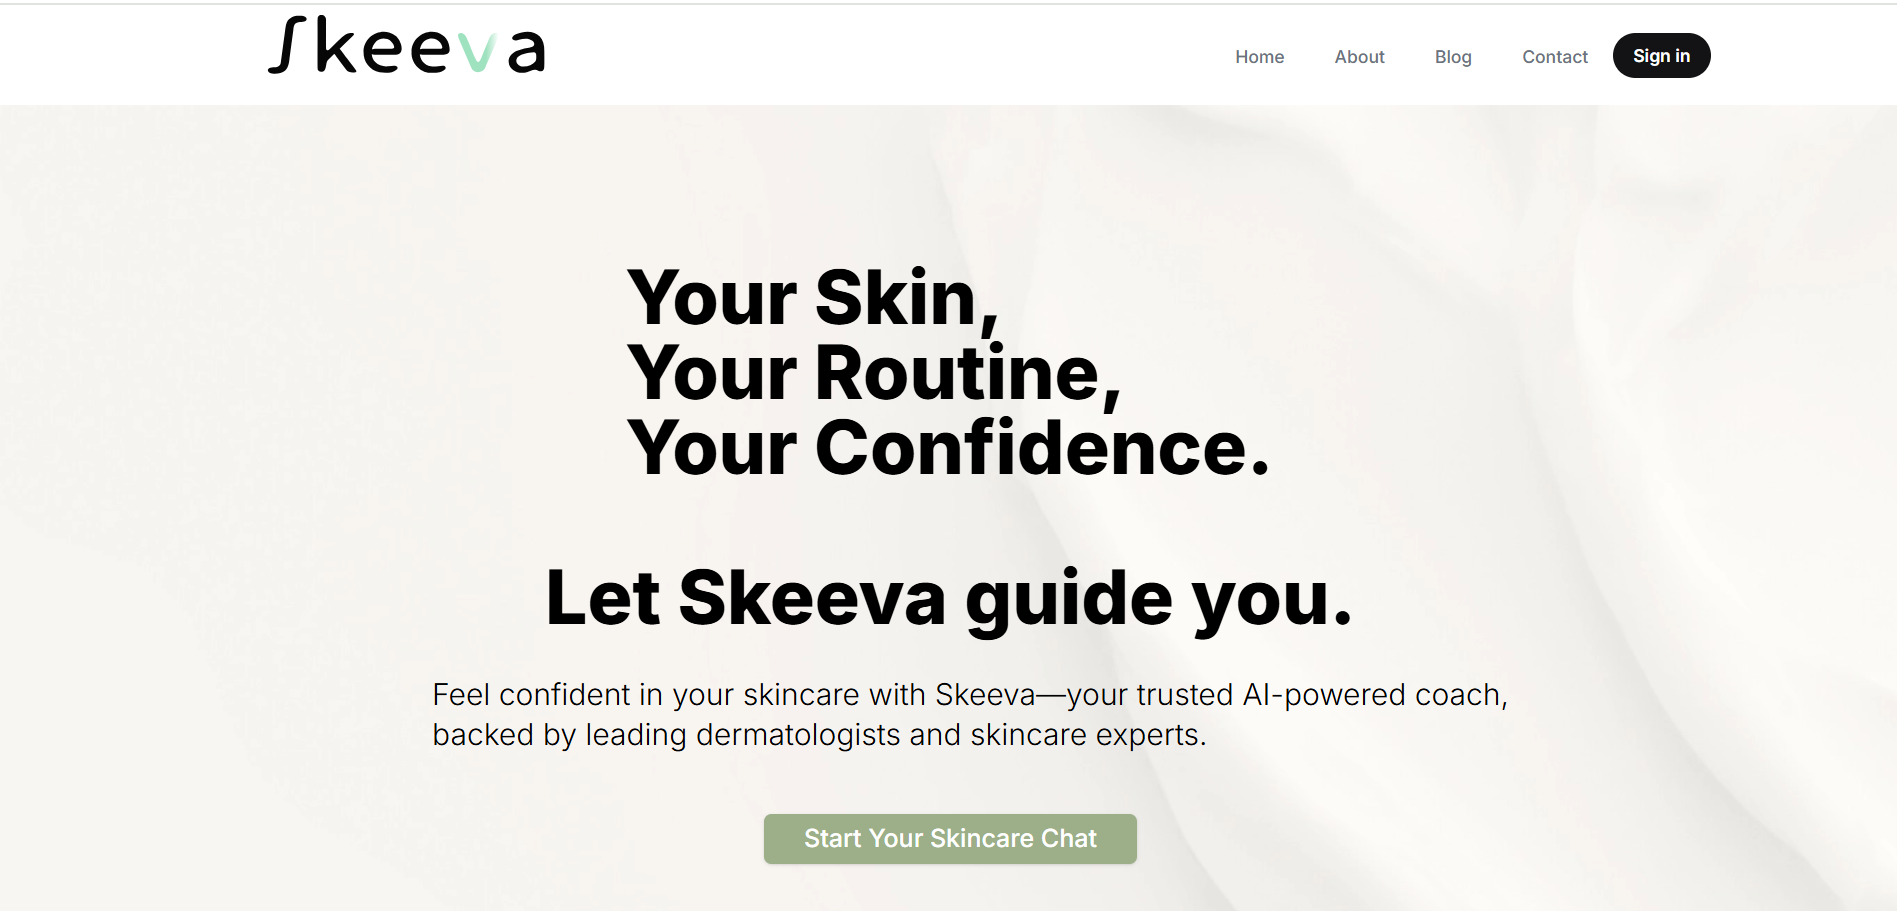 Skeeva
Home About Blog Contact Sign in
Your Skin,
Your Routine,
Your Confidence.
Let Skeeva guide you.
Feel confident in your skincare with Skeeva—your trusted AI-powered coach,
backed by leading dermatologists and skincare experts.
Start Your Skincare Chat